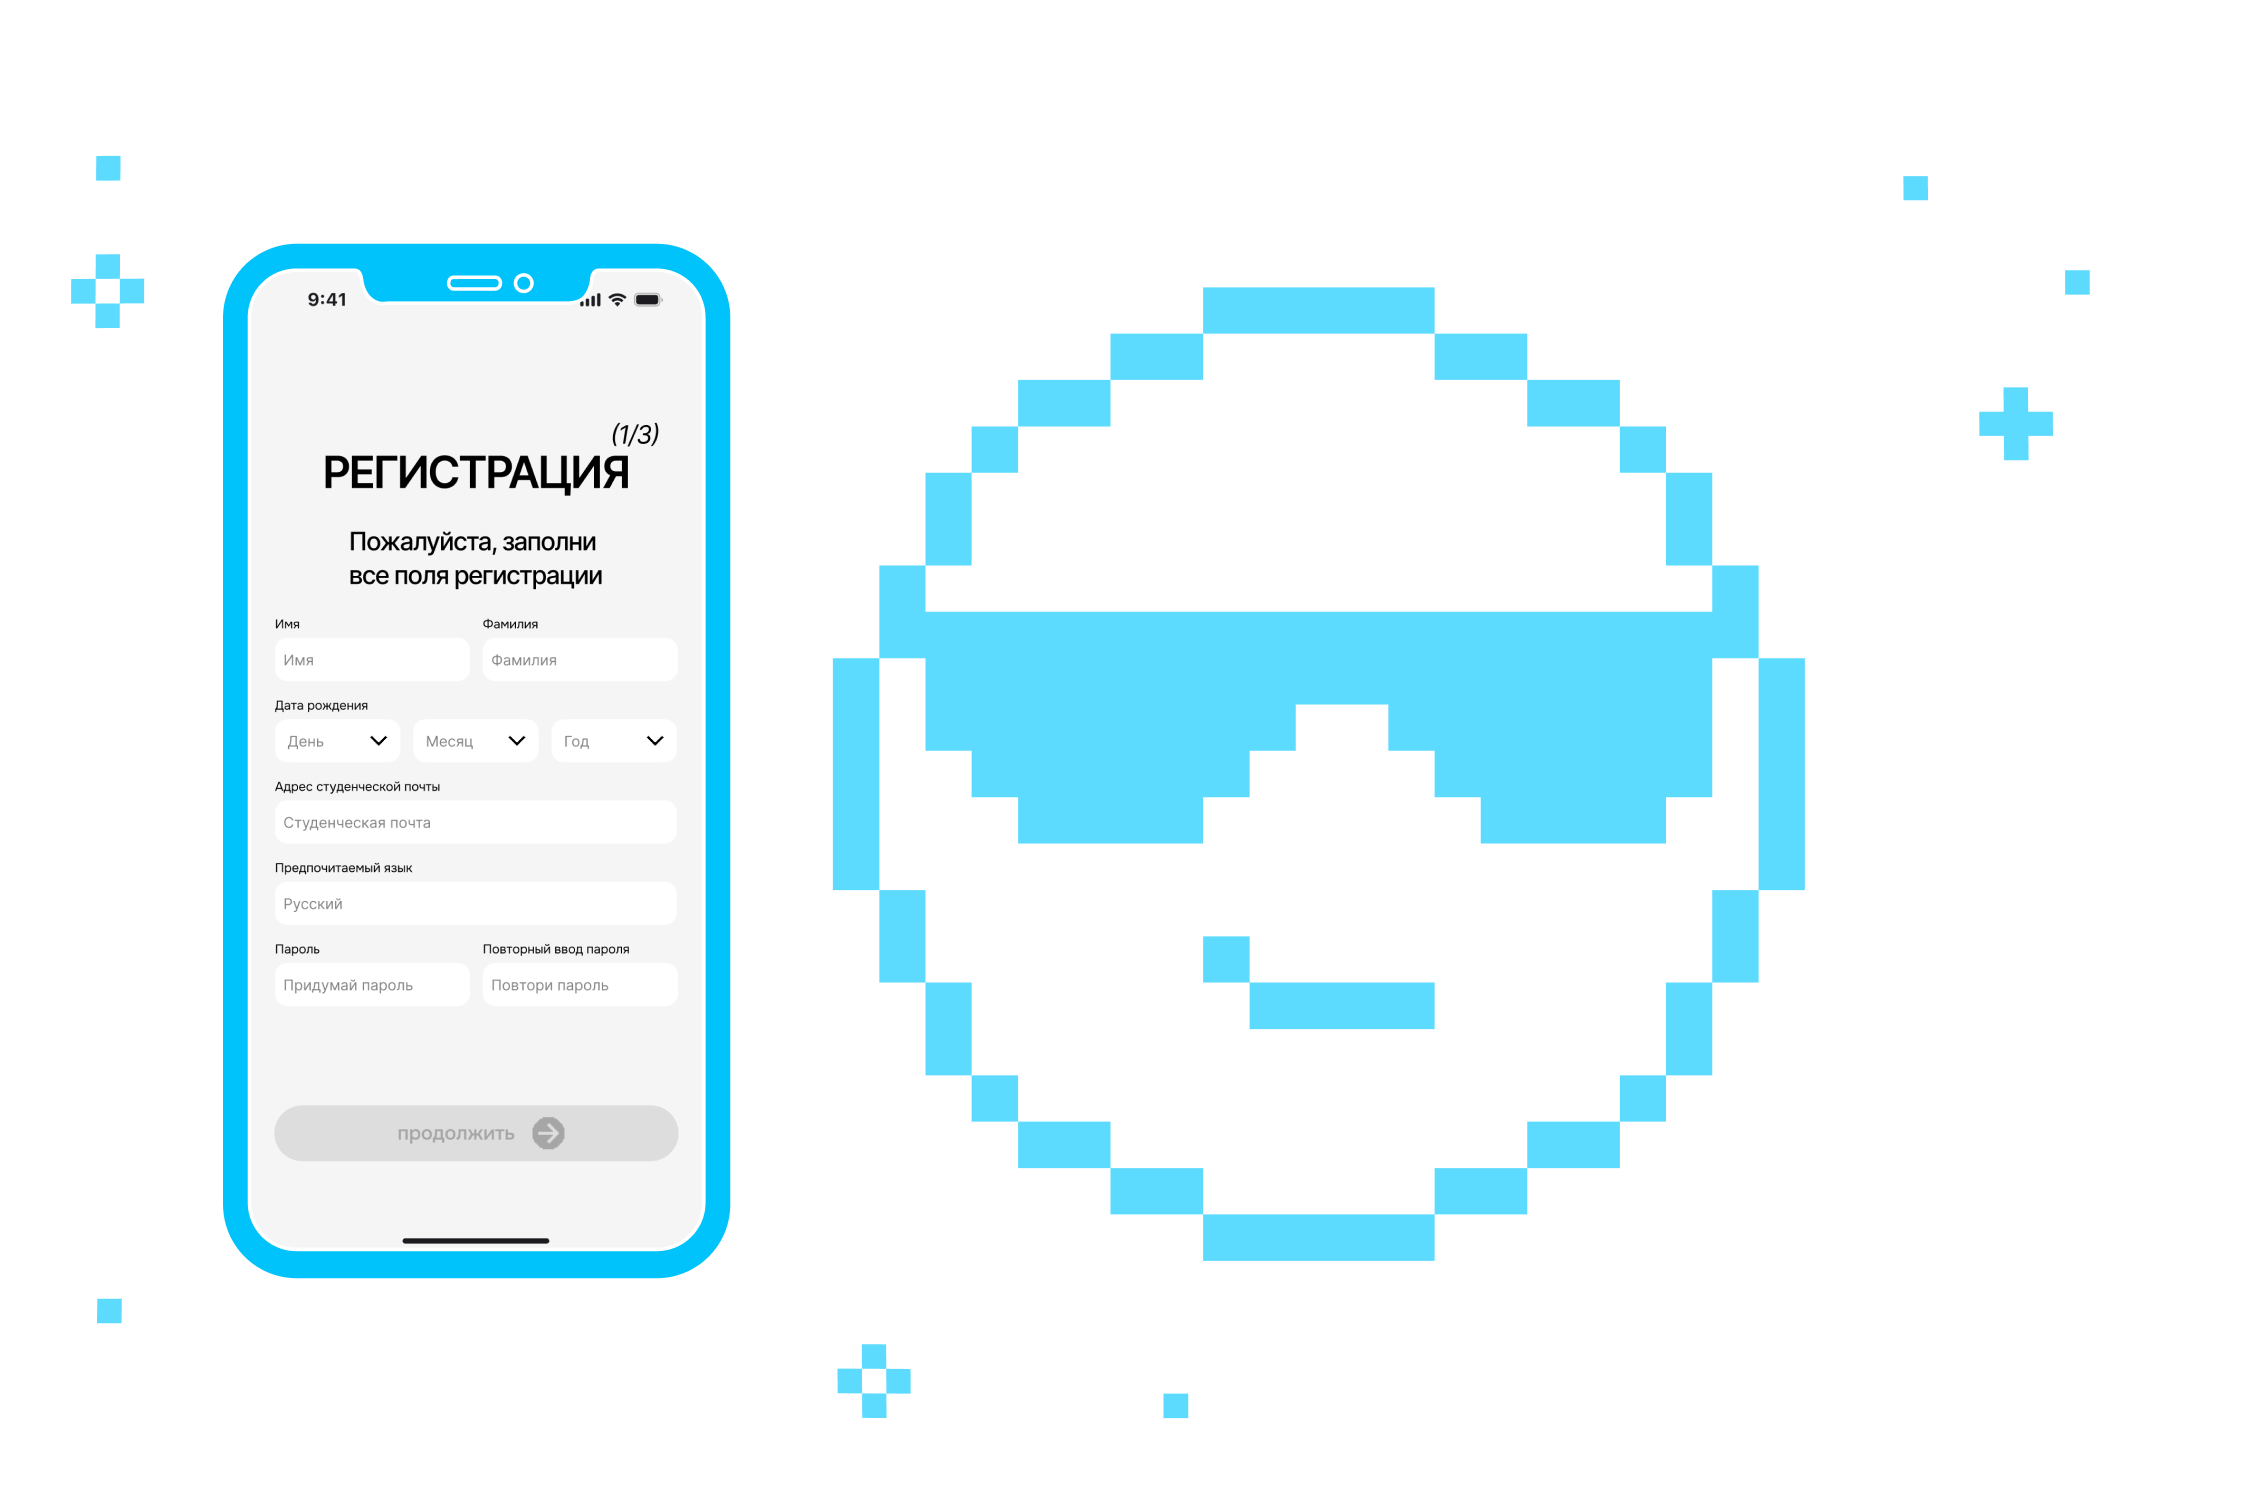 9:41
(1/3)
РЕГИСТРАЦИЯ
Пожалуйста, заполни
все поля регистрации
Имя
Фамилия
Имя
Фамилия
Дата рождения
День
Месяц
Год
Адрес студенческой почты
Студенческая почта
Предпочитаемый язык
Русский
Пароль
Повторный ввод пароля
Придумай пароль
Повтори пароль
продолжить